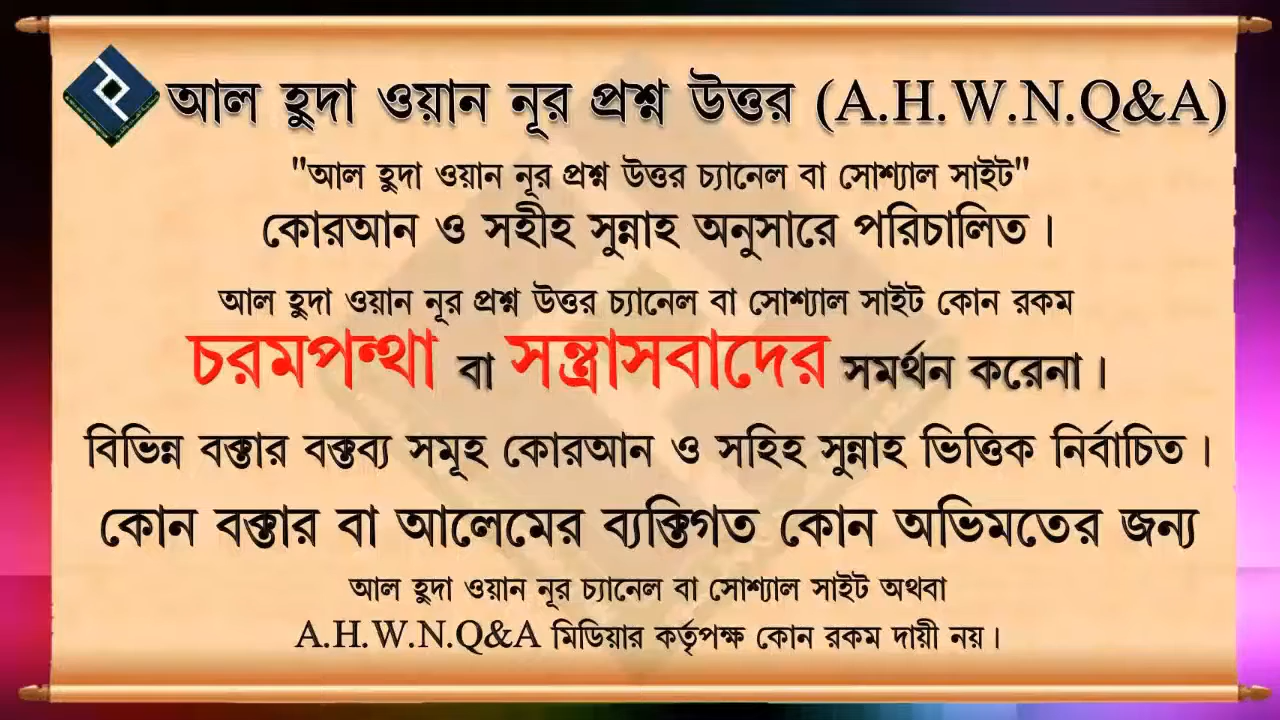 আল হুদা ওয়ান নূর প্রশ্ন উত্তর (A.H.W.N.Q&A)
"আল হুদা ওয়ান নূর প্রশ্ন উত্তর চ্যানেল বা সোশ্যাল সাইট"
কোরআন ও সহীহ সুন্নাহ অনুসারে পরিচালিত।
আল হুদা ওয়ান নূর প্রশ্ন উত্তর চ্যানেল বা সোশ্যাল সাইট কোন রকম
চরমপন্থা বা সন্ত্রাসবাদের সমর্থন করেনা।
বিভিন্ন বক্তার বক্তব্য সমূহ কোরআন ও সহিহ সুন্নাহ ভিত্তিক নির্বাচিত।
কোন বক্তার বা আলেমের ব্যক্তিগত কোন অভিমতের জন্য
আল হুদা ওয়ান নূর চ্যানেল বা সোশ্যাল সাইট অথবা
A.H.W.N.Q&A মিডিয়ার কর্তৃপক্ষ কোন রকম দায়ী নয়।